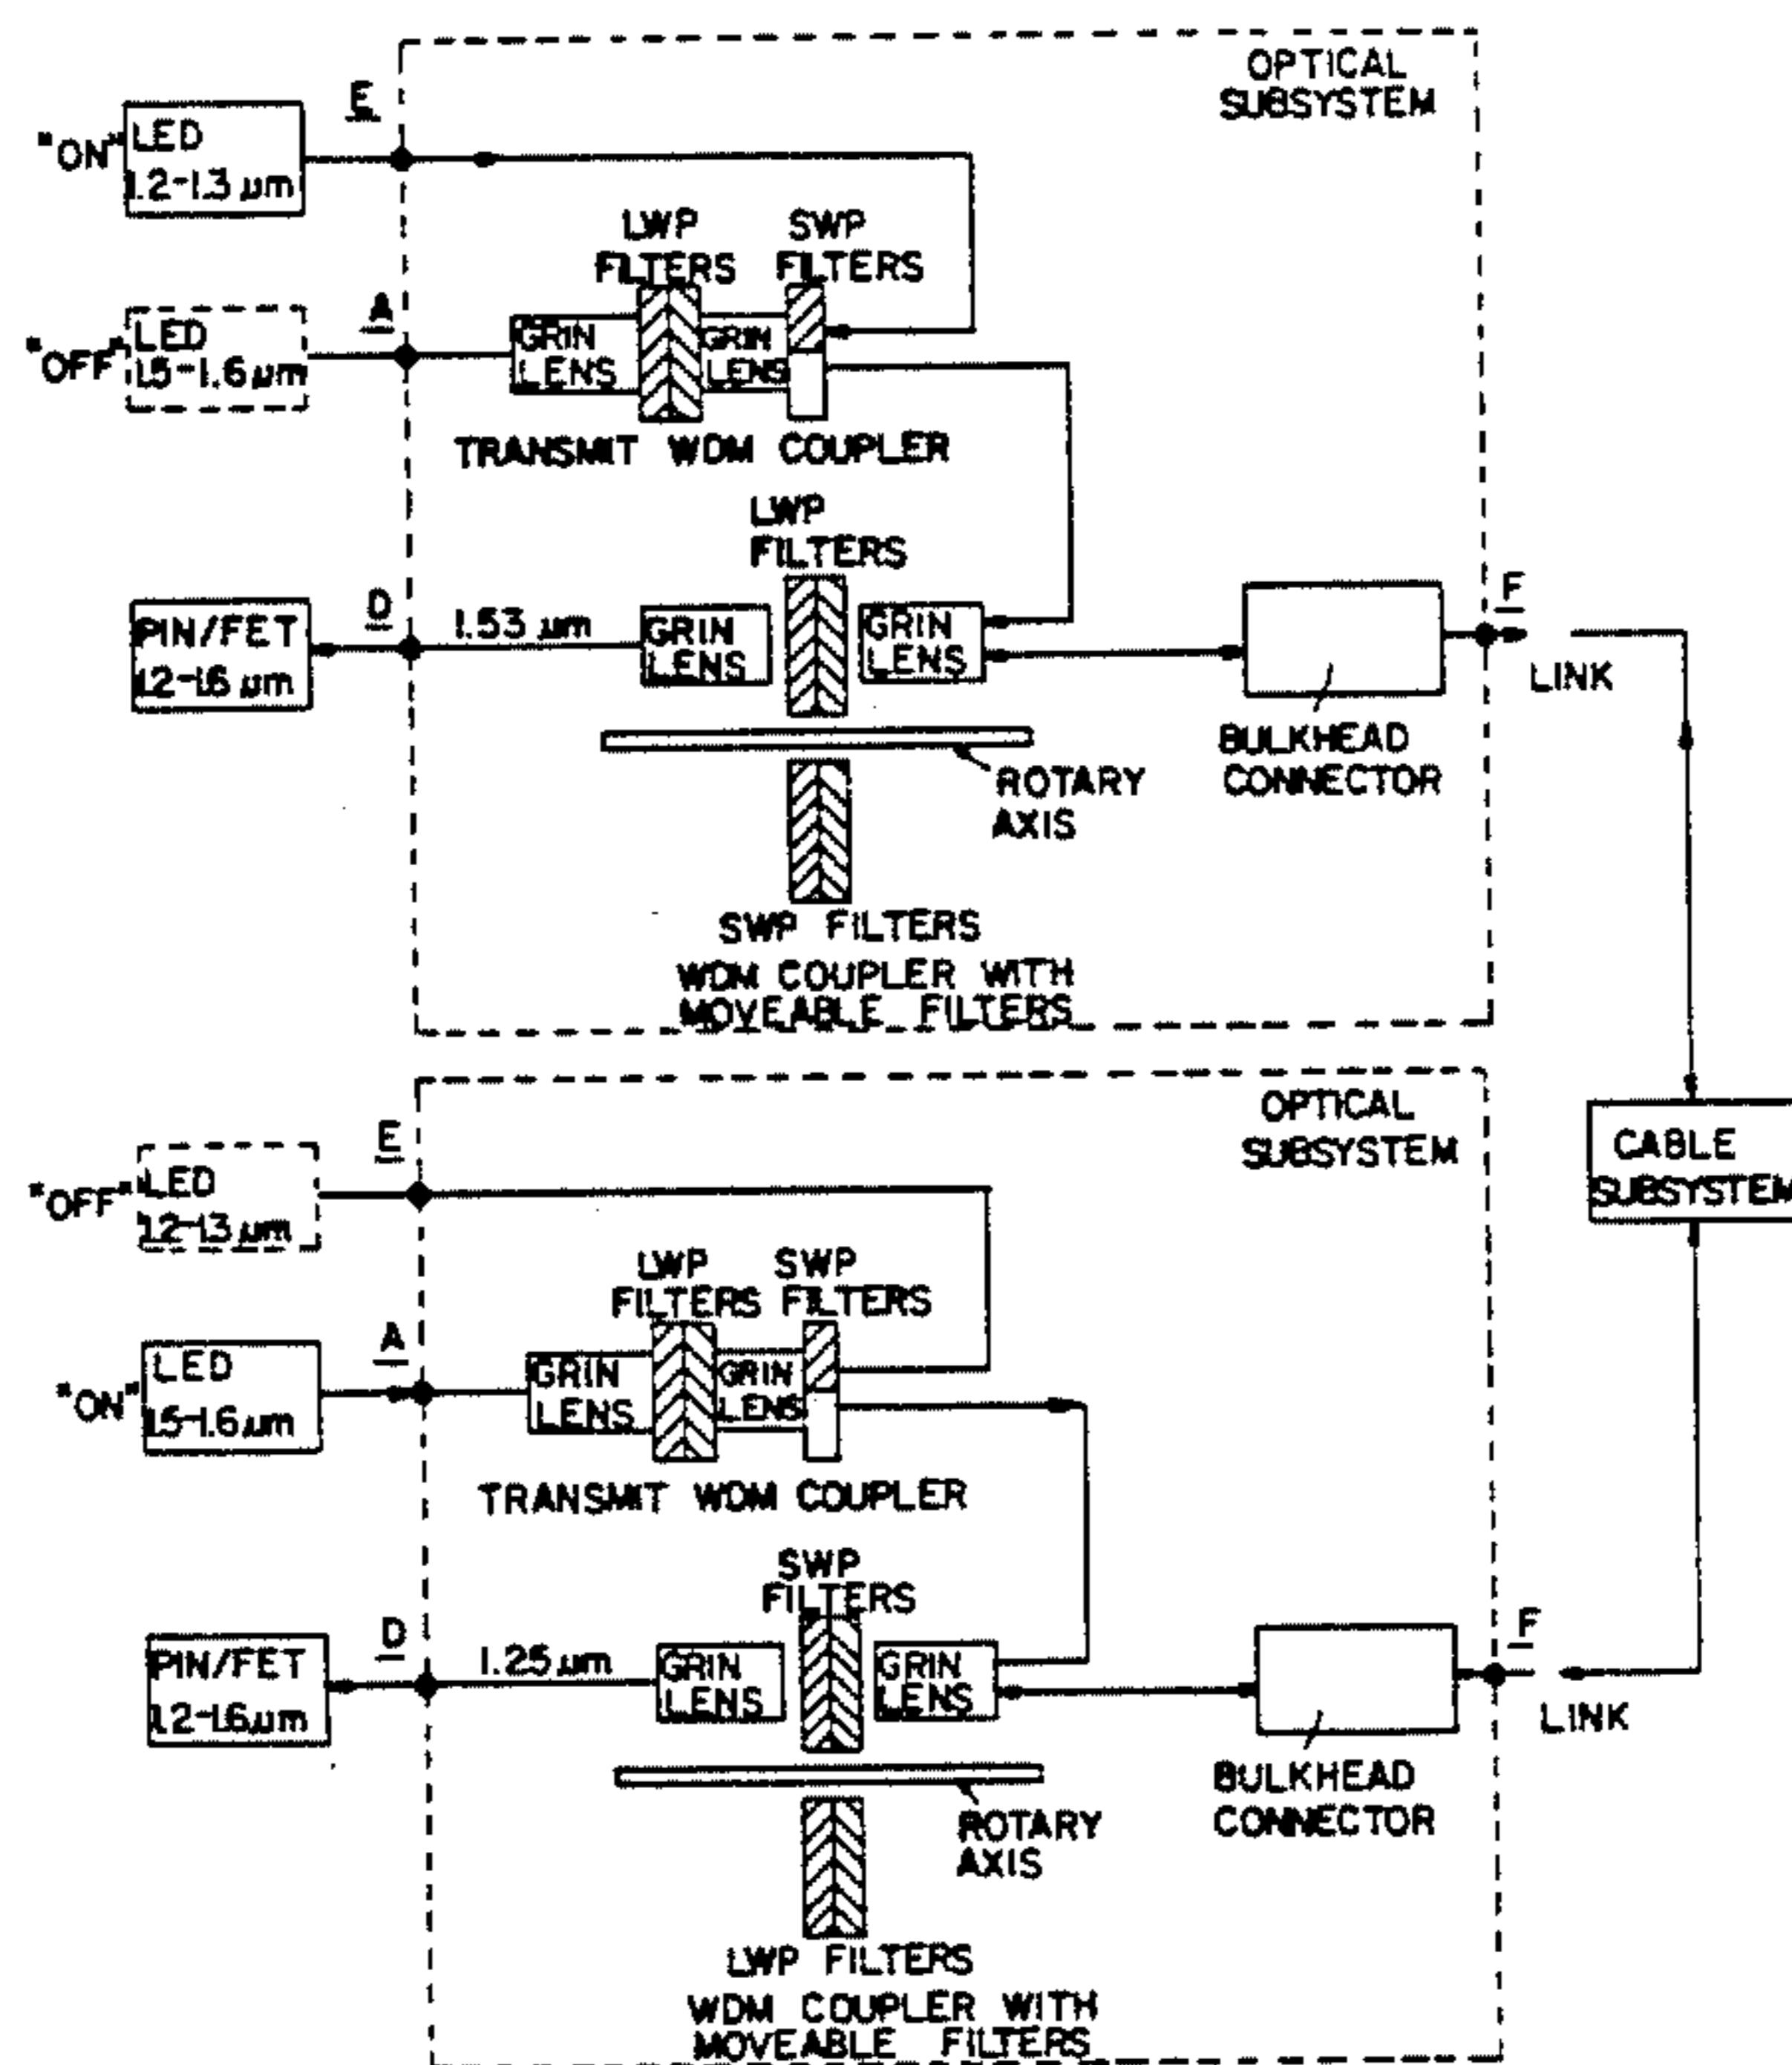 OPTICAL
SUBSYSTEM
E
"ON"
LED
1.2-1.3 µm
LWP
FILTERS
SWP
FILTERS
A
"OFF"
LED
1.5-1.6 µm
GRIN
LENS
GRIN
LENS
TRANSMIT WDM COUPLER
LWP
FILTERS
D
PIN/FET
1.2-1.6 µm
1.53 µm
GRIN
LENS
GRIN
LENS
F
LINK
BULKHEAD
CONNECTOR
ROTARY
AXIS
SWP FILTERS
WDM COUPLER WITH
MOVEABLE FILTERS
OPTICAL
SUBSYSTEM
CABLE
SUBSYSTEM
E
"OFF"
LED
1.2-1.3 µm
LWP
FILTERS
SWP
FILTERS
A
"ON"
LED
1.5-1.6 µm
GRIN
LENS
GRIN
LENS
TRANSMIT WDM COUPLER
SWP
FILTERS
D
PIN/FET
1.2-1.6 µm
1.25 µm
GRIN
LENS
GRIN
LENS
F
LINK
BULKHEAD
CONNECTOR
ROTARY
AXIS
LWP FILTERS
WDM COUPLER WITH
MOVEABLE FILTERS